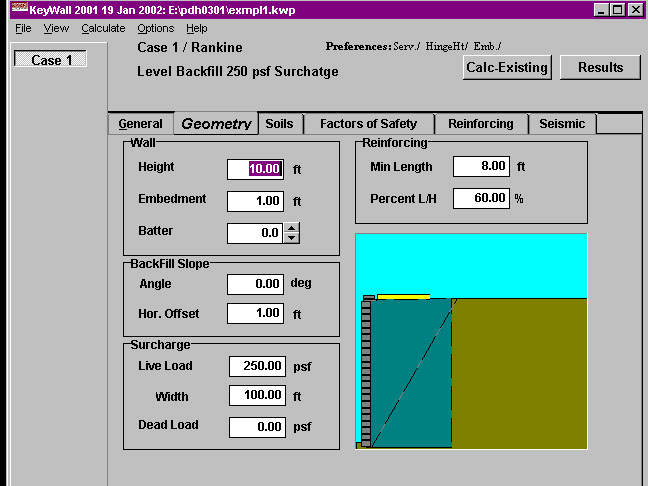 KeyWall 2001 19 Jan 2002: E:\pdh0301\exmpl1.kwp
File View Calculate Options Help
Case 1
Case 1 / Rankine
Preferences: Serv./ HingeHt/ Emb./
Level Backfill 250 psf Surchatge
Calc-Existing
Results
General Geometry Soils Factors of Safety Reinforcing Seismic
Wall
Height 10.00 ft
Embedment 1.00 ft
Batter 0.0
BackFill Slope
Angle 0.00 deg
Hor. Offset 1.00 ft
Surcharge
Live Load 250.00 psf
Width 100.00 ft
Dead Load 0.00 psf
Reinforcing
Min Length 8.00 ft
Percent L/H 60.00 %